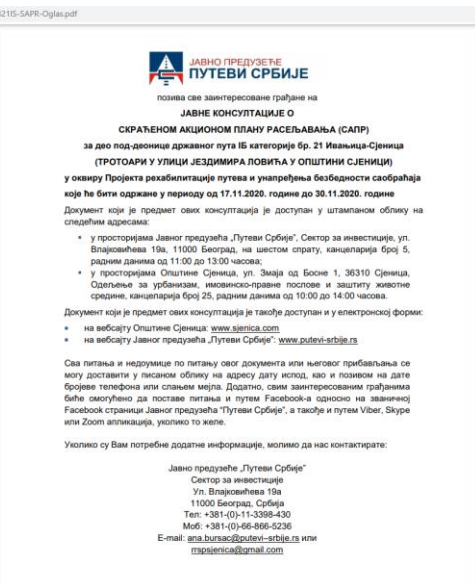 321IS-SAPR-Oglas.pdf
ЈАВНО ПРЕДУЗЕЋЕ
ПУТЕВИ СРБИЈЕ
позива све заинтересоване грађане на
ЈАВНЕ КОНСУЛТАЦИЈЕ О
СКРАЋЕНОМ АКЦИОНОМ ПЛАНУ РАСЕЉАВАЊА (САПР)
за део под-деонице државног пута IБ категорије бр. 21 Ивањица-Сјеница
(ТРОТОАРИ У УЛИЦИ ЈЕЗДИМИРА ЛОВИЋА У ОПШТИНИ СЈЕНИЦИ)
у оквиру Пројекта рехабилитације путева и унапређења безбедности саобраћаја
које ће бити одржане у периоду од 17.11.2020. године до 30.11.2020. године
Документ који је предмет ових консултација је доступан у штампаном облику на
следећим адресама:
• у просторијама Јавног предузећа „Путеви Србије", Сектор за инвестиције, ул.
Влајковићева 19а, 11000 Београд, на шестом спрату, канцеларија број 5,
радним данима од 11:00 до 13:00 часова;
• у просторијама Општине Сјеница, ул. Змаја од Босне 1, 36310 Сјеница,
Одељење за урбанизам, имовинско-правне послове и заштиту животне
средине, канцеларија број 25, радним данима од 10:00 до 14:00 часова.
Документ који је предмет ових консултација је такође доступан и у електронској форми:
• на вебсајту Општине Сјеница: www.sjenica.com
• на вебсајту Јавног предузећа „Путеви Србије": www.putevi-srbije.rs
Сва питања и недоумице по питању овог документа или његовог прибављања се
могу доставити у писаном облику на адресу дату испод, као и позивом на дате
бројеве телефона или слањем мејла. Додатно, свим заинтересованим грађанима
биће омогућено да поставе питања и путем Facebook-а односно на званичној
Facebook страници Јавног предузећа "Путеви Србије", а такође и путем Viber, Skype
или Zoom апликација, уколико то желе.
Уколико су Вам потребне додатне информације, молимо да нас контактирате:
Јавно предузеће „Путеви Србије"
Сектор за инвестиције
Ул. Влајковићева 19а
11000 Београд, Србија
Тел: +381-(0)-11-3398-430
Моб: +381-(0)-66-866-5236
E-mail: ana.bursac@putevi–srbije.rs или
rrspsjenica@gmail.com